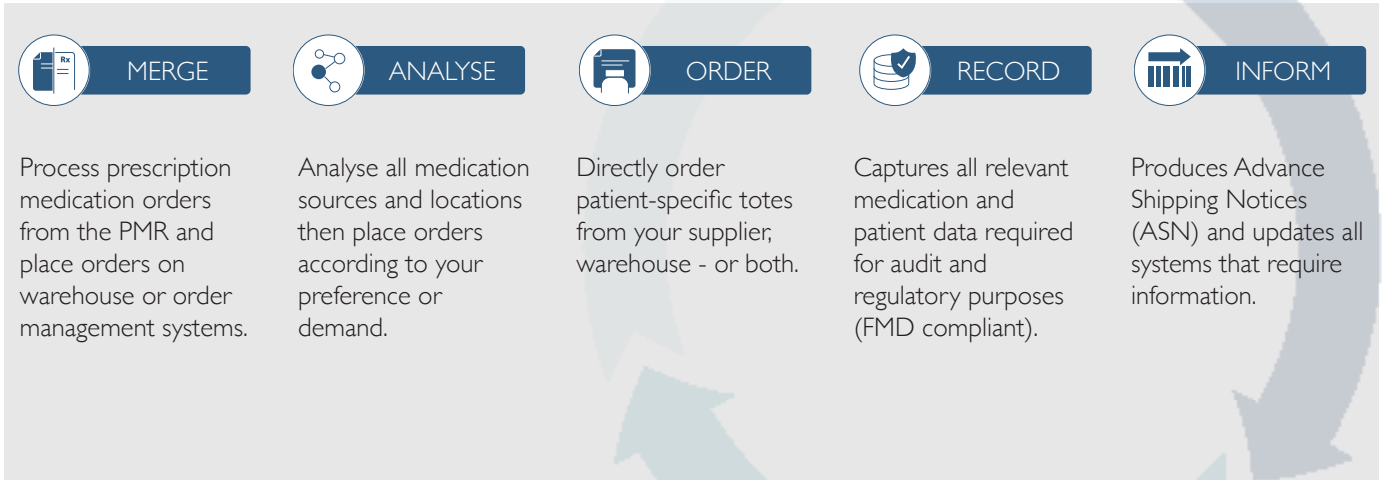 Rx
MERGE
Process prescription
medication orders
from the PMR and
place orders on
warehouse or order
management systems.
ANALYSE
Analyse all medication
sources and locations
then place orders
according to your
preference or
demand.
ORDER
Directly order
patient-specific totes
from your supplier,
warehouse - or both.
RECORD
Captures all relevant
medication and
patient data required
for audit and
regulatory purposes
(FMD compliant).
INFORM
Produces Advance
Shipping Notices
(ASN) and updates all
systems that require
information.